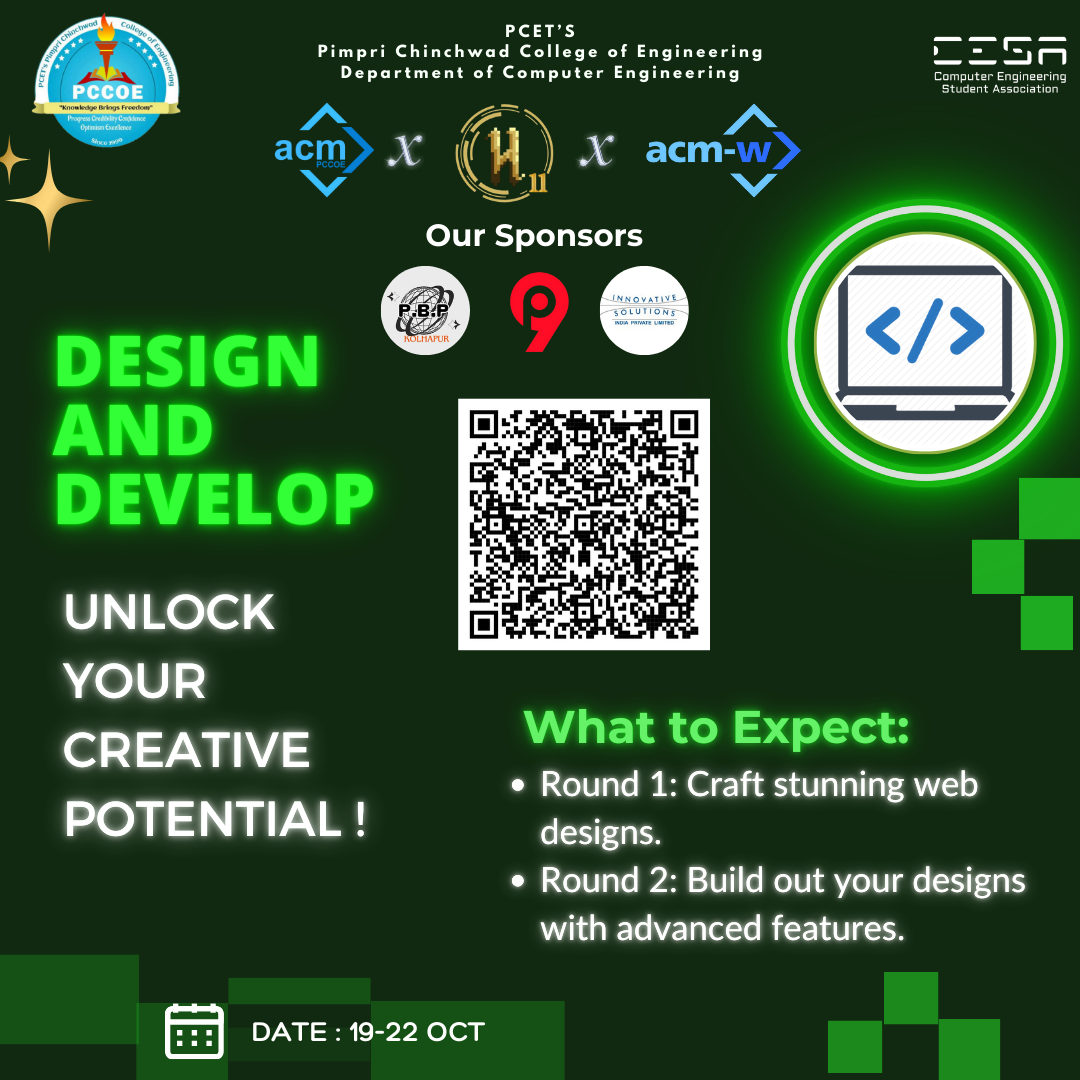 PCET'S
Pimpri Chinchwad College of Engineering
Department of Computer Engineering
PCET's Pimpri Chinchwad College of Engineering
PCCOE
"Knowledge Brings Freedom"
Progress Credibility Confidence
Optimism Excellence
Since 1999
CESA
Computer Engineering
Student Association
acm
PCCOE
x
H
11
x
acm-w
Our Sponsors
P.B.P
KOLHAPUR
P9
INNOVATIVE
SOLUTIONS
INDIA PRIVATE LIMITED
</>
DESIGN
AND
DEVELOP
UNLOCK
YOUR
CREATIVE
POTENTIAL !
What to Expect:
• Round 1: Craft stunning web
designs.
• Round 2: Build out your designs
with advanced features.
DATE : 19-22 OCT